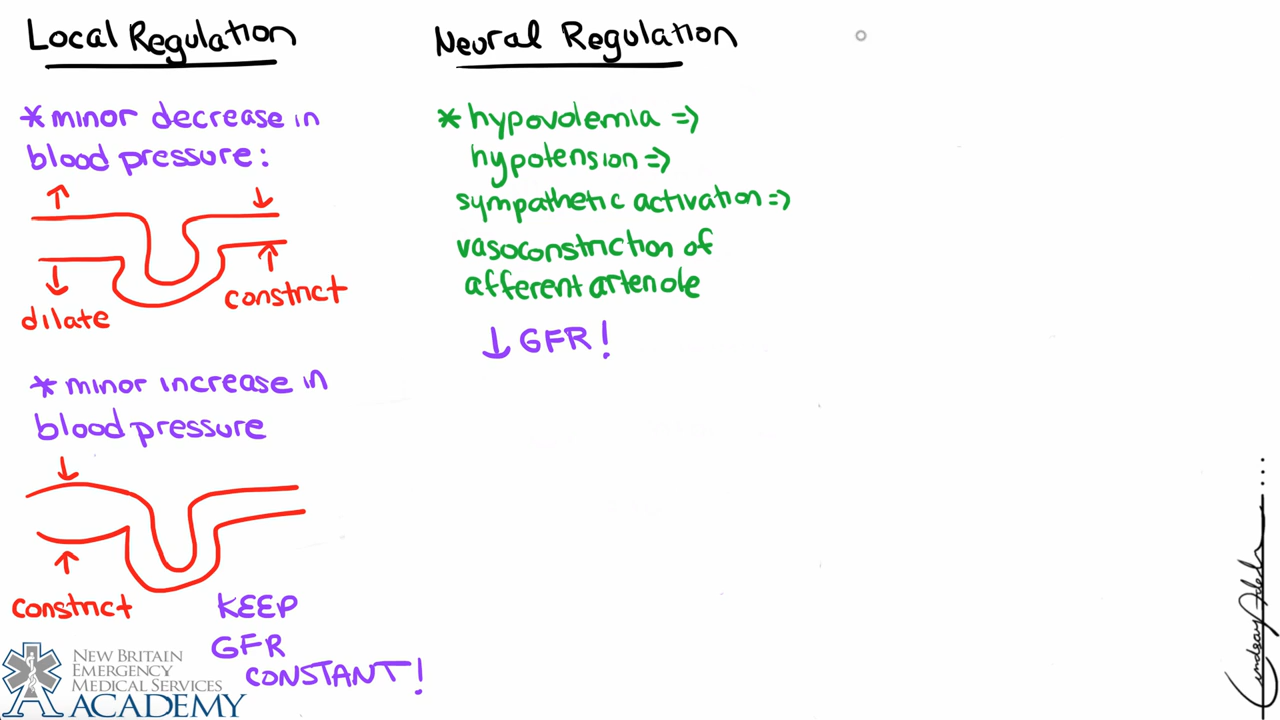 Local Regulation
*minor decrease in
blood pressure:
dilate
constrict
*minor increase in
blood pressure
constrict
KEEP
GFR
CONSTANT!
Neural Regulation
*hypovolemia =>
hypotension =>
sympathetic activation =>
vasoconstriction of
afferent arteriole
↓ GFR!
NEW BRITAIN
EMERGENCY
MEDICAL SERVICES
ACADEMY